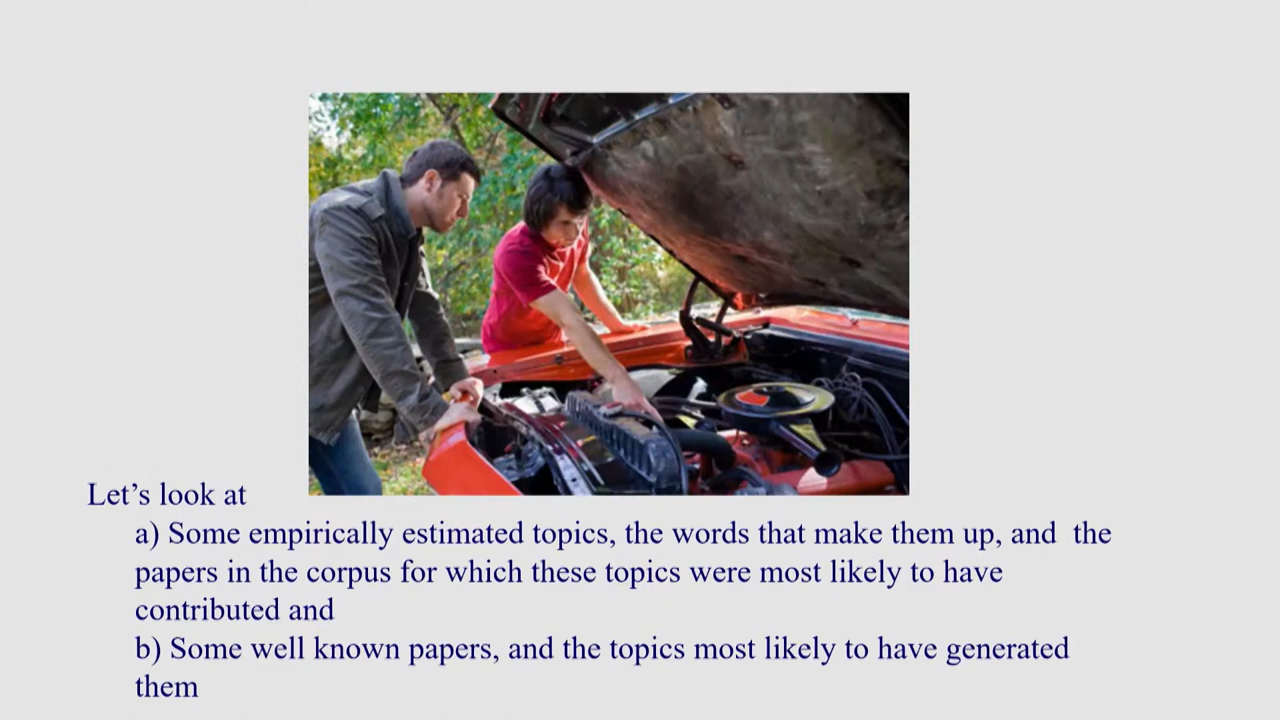 Let’s look at
a) Some empirically estimated topics, the words that make them up, and  the
papers in the corpus for which these topics were most likely to have
contributed and
b) Some well known papers, and the topics most likely to have generated
them